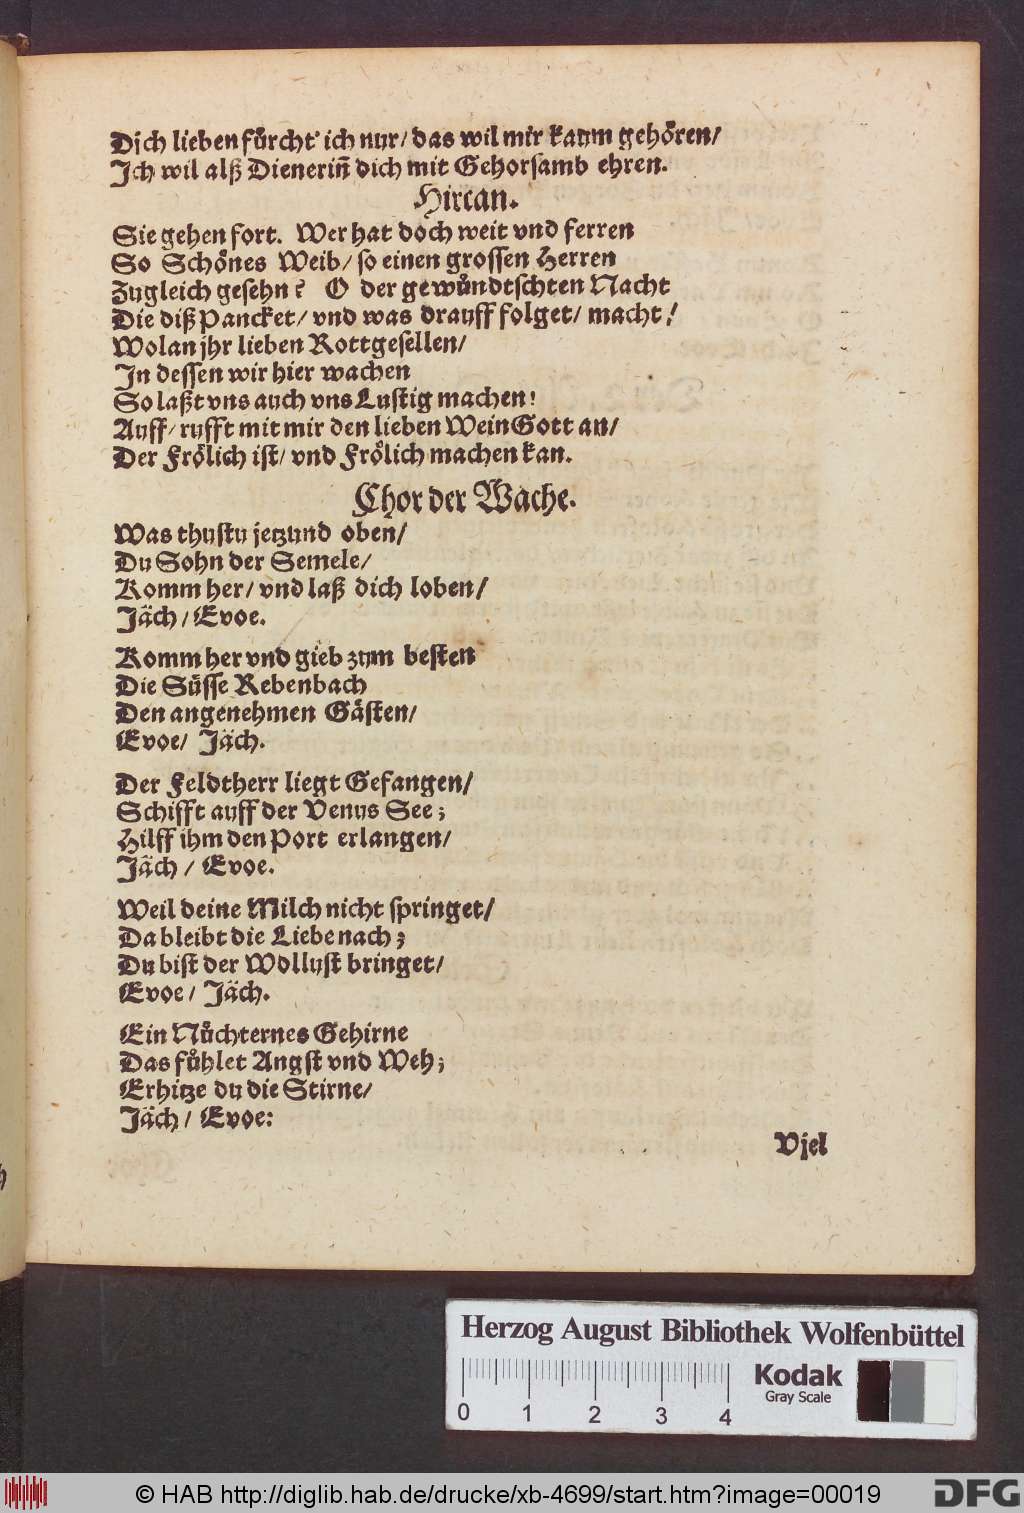 Dich lieben fürcht' ich nur/ das wil mir kaum gehören/
Ich wil alß Dienerin̄ dich mit Gehorsamb ehren.
Hircan.
Sie gehen fort. Wer hat doch weit vnd ferren
So Schönes Weib/ so einen grossen Herren
Zugleich gesehn? O der gewündtschten Nacht
Die diß Pancket/ vnd was drauff folget/ macht!
Wolan jhr lieben Rottgesellen/
In dessen wir hier wachen
So laßt vns auch vns Lustig machen!
Auff/ rufft mit mir den lieben WeinGott an/
Der Frölich ist/ vnd Frölich machen kan.
Chor der Wache.
Was thustu jetzund oben/
Du Sohn der Semele/
Komm her/ vnd laß dich loben/
Jäch/ Evoe.
Komm her vnd gieb zum besten
Die Süsse Rebenbach
Den angenehmen Gästen/
Evoe/ Jäch.
Der Feldtherr liegt Gefangen/
Schifft auff der Venus See;
Hilff ihm den Port erlangen/
Jäch/ Evoe.
Weil deine Milch nicht springet/
Da bleibt die Liebe nach;
Du bist der Wollust bringet/
Evoe/ Jäch.
Ein Nüchternes Gehirne
Das fühlet Angst vnd Weh;
Erhitze du die Stirne/
Jäch/ Evoe:
Vjel
Herzog August Bibliothek Wolfenbüttel
Kodak
Gray Scale
0 1 2 3 4
© HAB http://diglib.hab.de/drucke/xb-4699/start.htm?image=00019
DFG